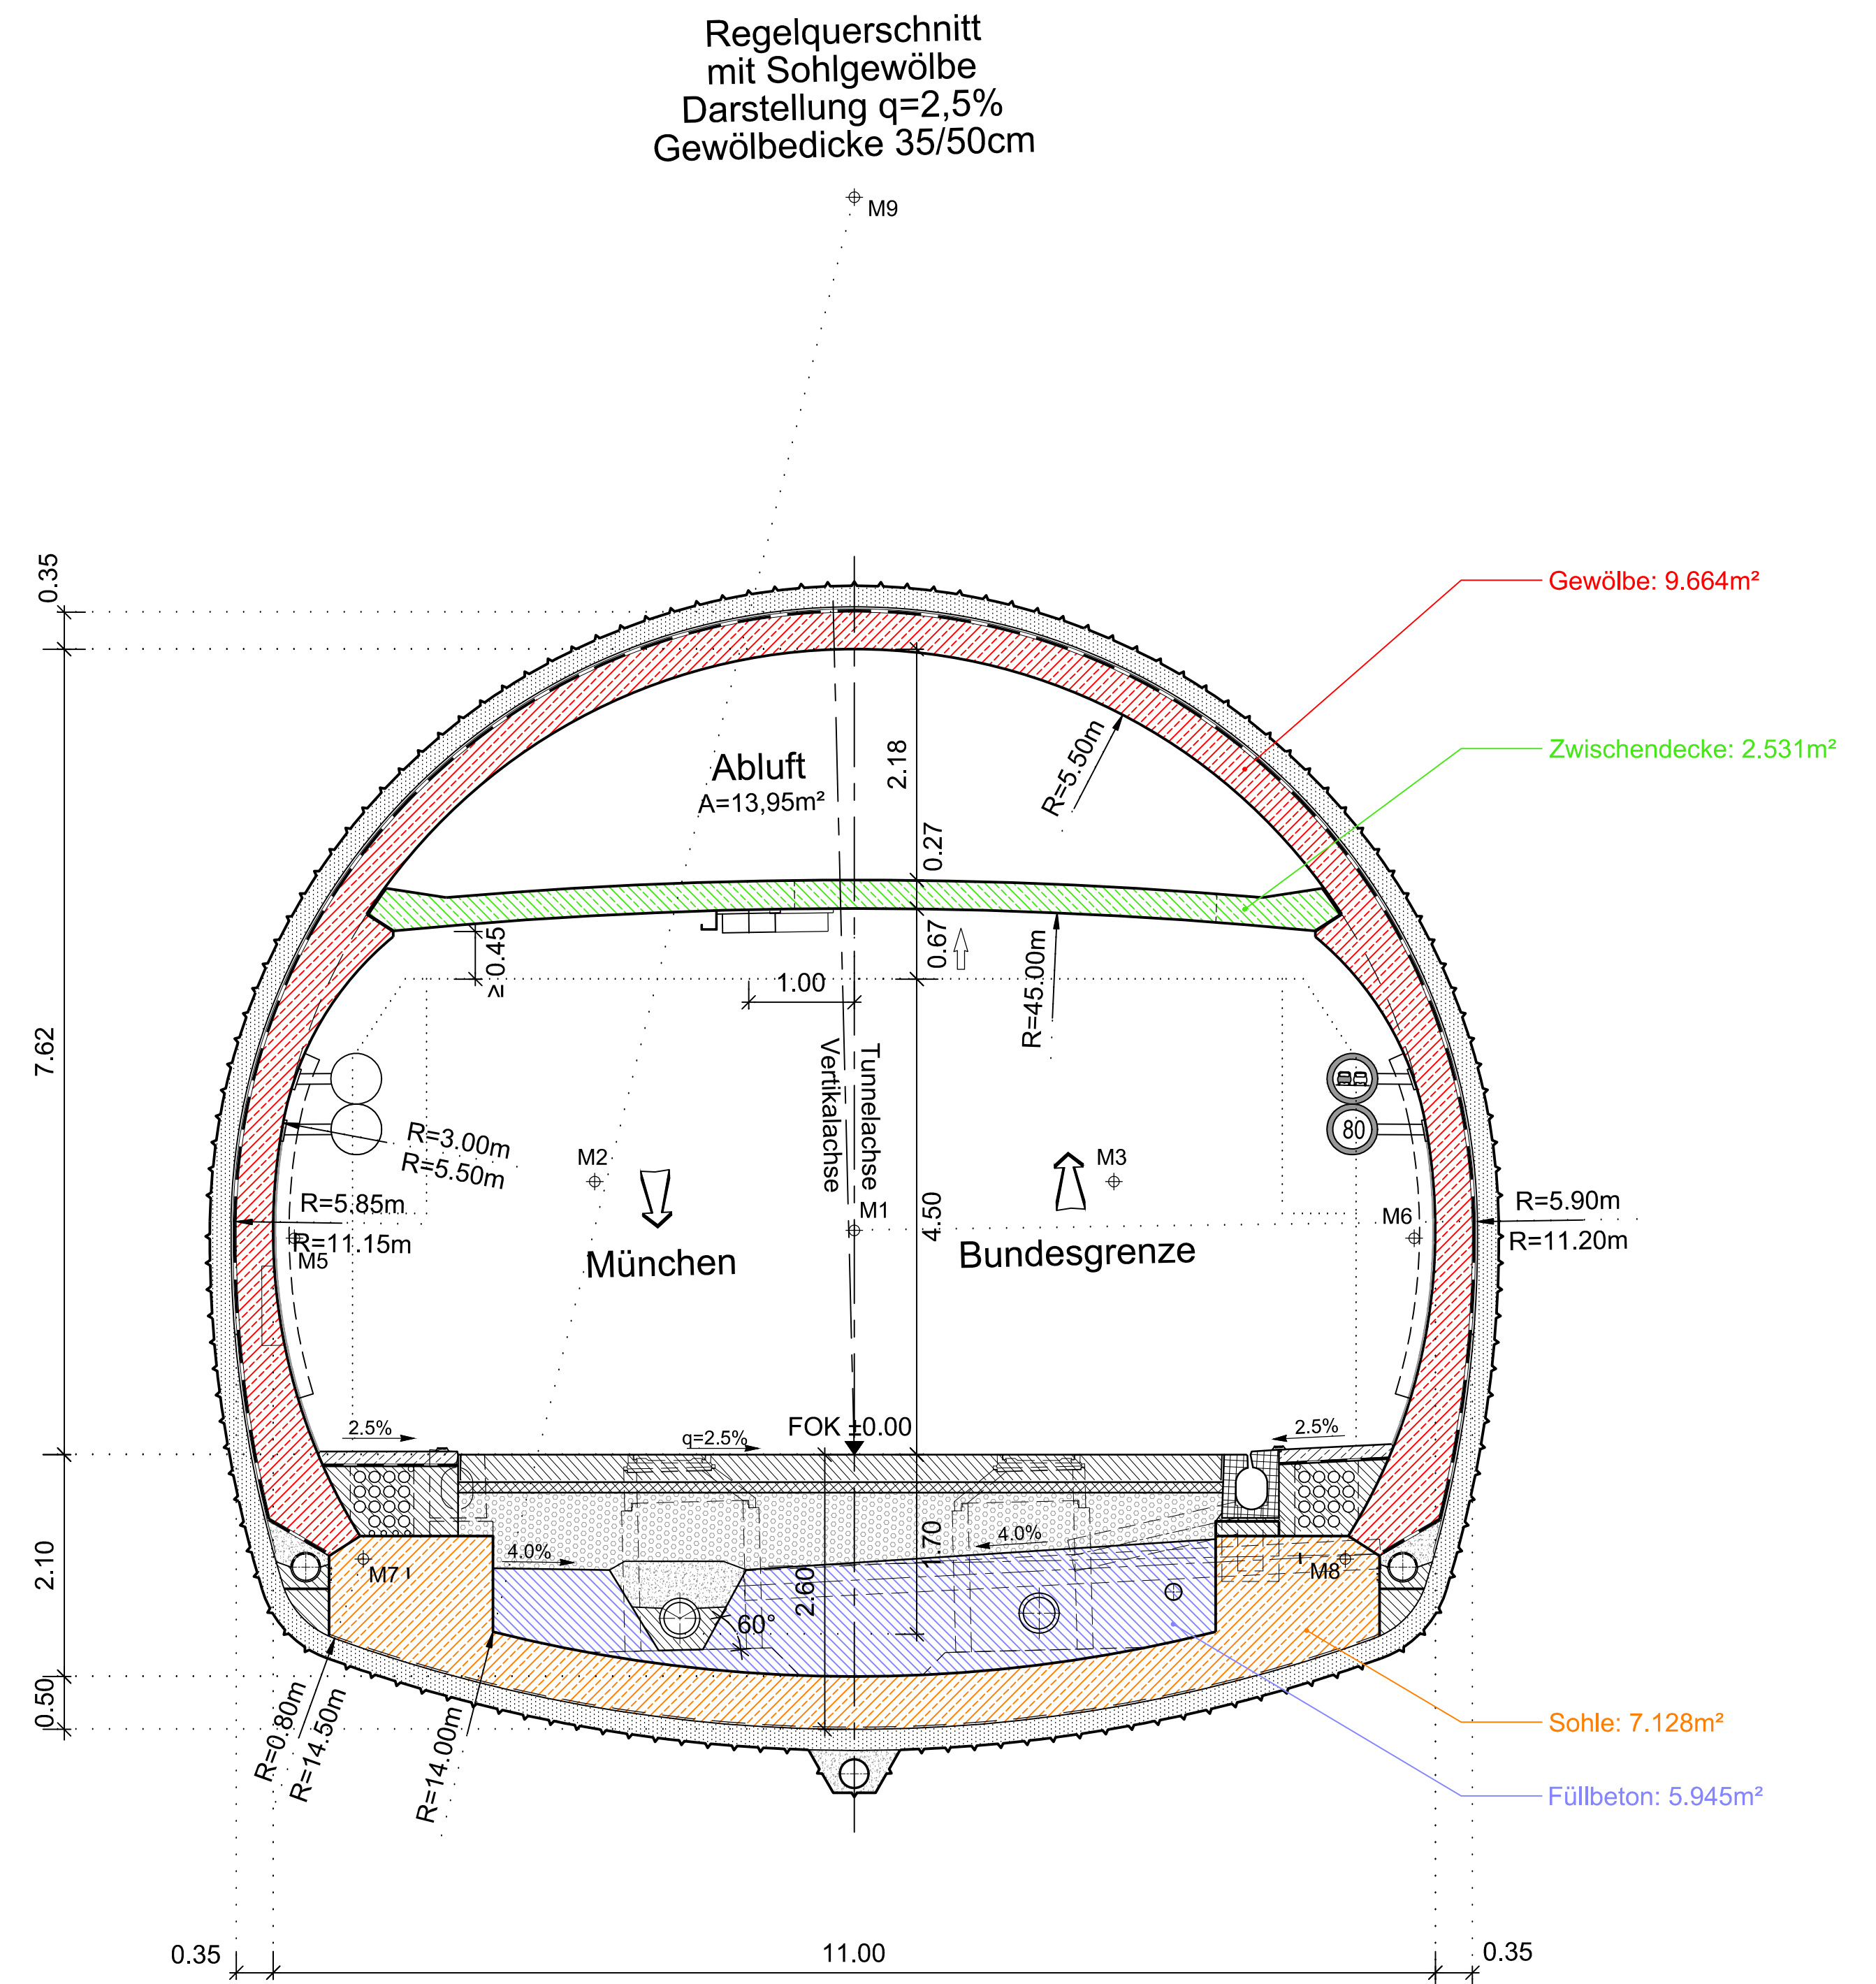 Regelquerschnitt
mit Sohlgewölbe
Darstellung q=2,5%
Gewölbedicke 35/50cm
M9
0.35
Gewölbe: 9.664m²
Zwischendecke: 2.531m²
Abluft
A=13,95m²
2.18
R=5.50m
0.27
≥0.45
0.67
1.00
R=45.00m
7.62
Tunnelachse
Vertikalachse
R=3.00m
R=5.50m
80
M2
M3
M1
4.50
M6
R=5.85m
R=11.15m
M5
R=5.90m
R=11.20m
München
Bundesgrenze
2.5%
q=2.5%
FOK ±0.00
2.5%
2.10
4.0%
4.0%
1.70
M7
M8
2.60
60°
0.50
R=0.80m
R=14.50m
R=14.00m
Sohle: 7.128m²
Füllbeton: 5.945m²
0.35
11.00
0.35